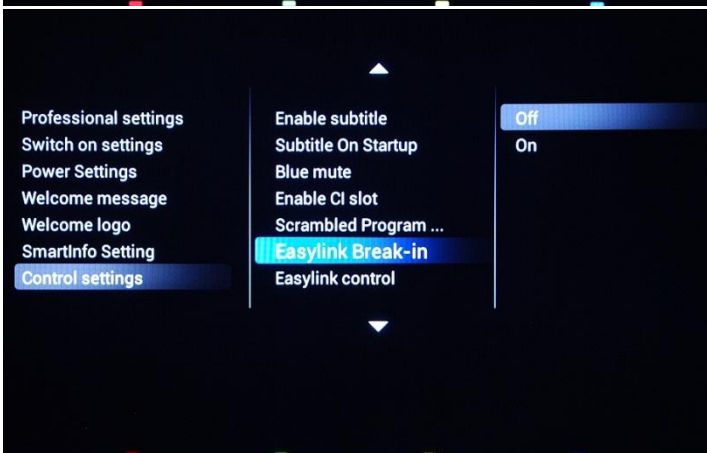 Professional settings
Switch on settings
Power Settings
Welcome message
Welcome logo
SmartInfo Setting
Control settings
Enable subtitle
Subtitle On Startup
Blue mute
Enable CI slot
Scrambled Program ...
Easylink Break-in
Easylink control
Off
On